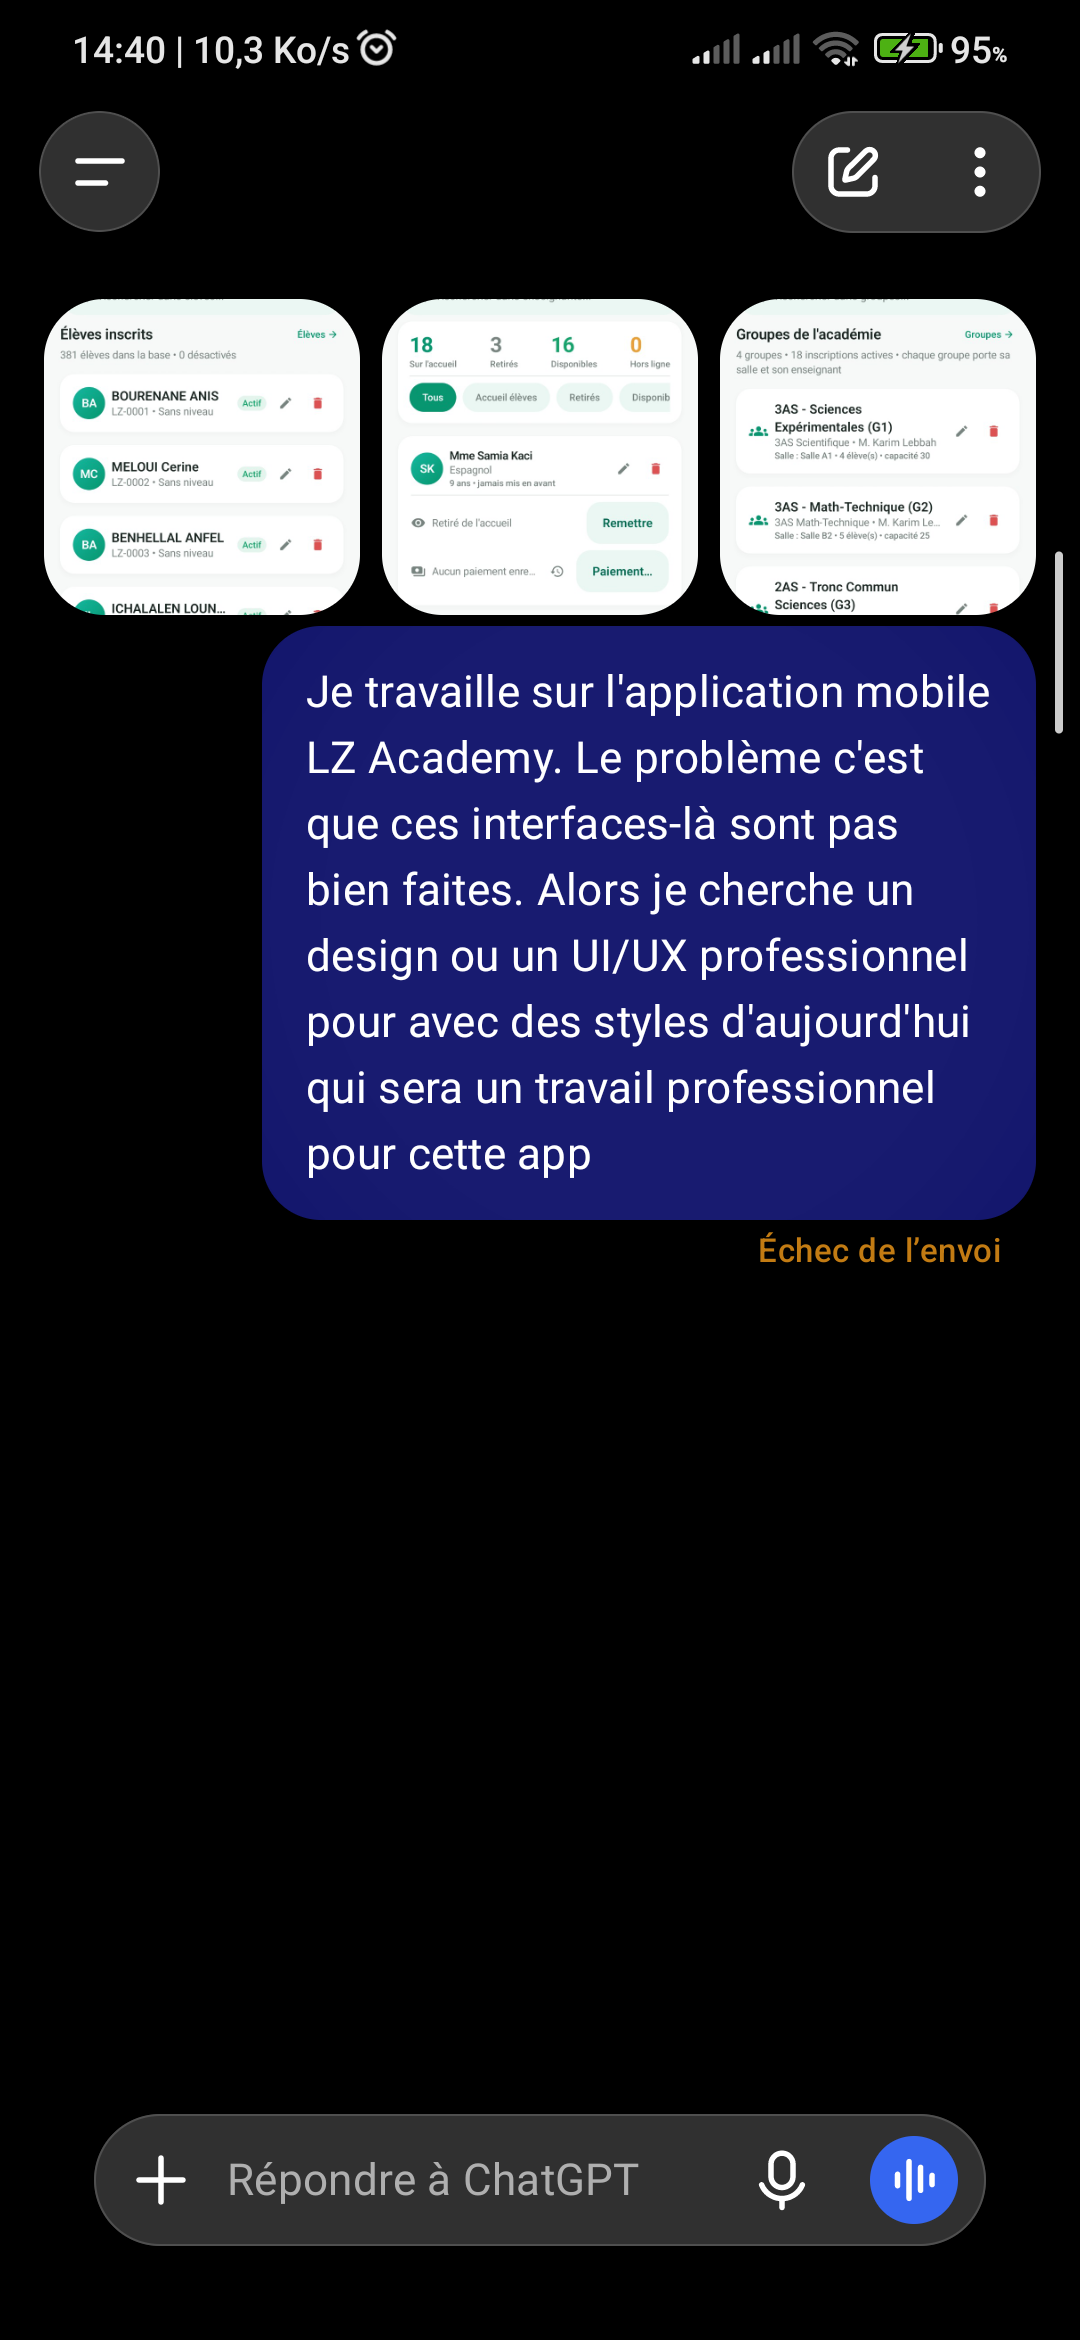 14:40 | 10,3 Ko/s
95%
Élèves inscrits
Élèves →
381 élèves dans la base • 0 désactivés
BA
BOURENANE ANIS
LZ-0001 • Sans niveau
Actif
MC
MELOUI Cerine
LZ-0002 • Sans niveau
Actif
BA
BENHELLAL ANFEL
LZ-0003 • Sans niveau
Actif
ICHALALEN LOUN...
18
Sur l'accueil
3
Retirés
16
Disponibles
0
Hors ligne
Tous
Accueil élèves
Retirés
Disponib
SK
Mme Samia Kaci
Espagnol
9 ans • jamais mis en avant
Retiré de l'accueil
Remettre
Aucun paiement enre...
Paiement...
Groupes de l'académie
Groupes →
4 groupes • 18 inscriptions actives • chaque groupe porte sa
salle et son enseignant
3AS - Sciences
Expérimentales (G1)
3AS Scientifique • M. Karim Lebbah
Salle : Salle A1 • 4 élève(s) • capacité 30
3AS - Math-Technique (G2)
3AS Math-Technique • M. Karim Le...
Salle : Salle B2 • 5 élève(s) • capacité 25
2AS - Tronc Commun
Sciences (G3)
Je travaille sur l'application mobile
LZ Academy. Le problème c'est
que ces interfaces-là sont pas
bien faites. Alors je cherche un
design ou un UI/UX professionnel
pour avec des styles d'aujourd'hui
qui sera un travail professionnel
pour cette app
Échec de l’envoi
Répondre à ChatGPT